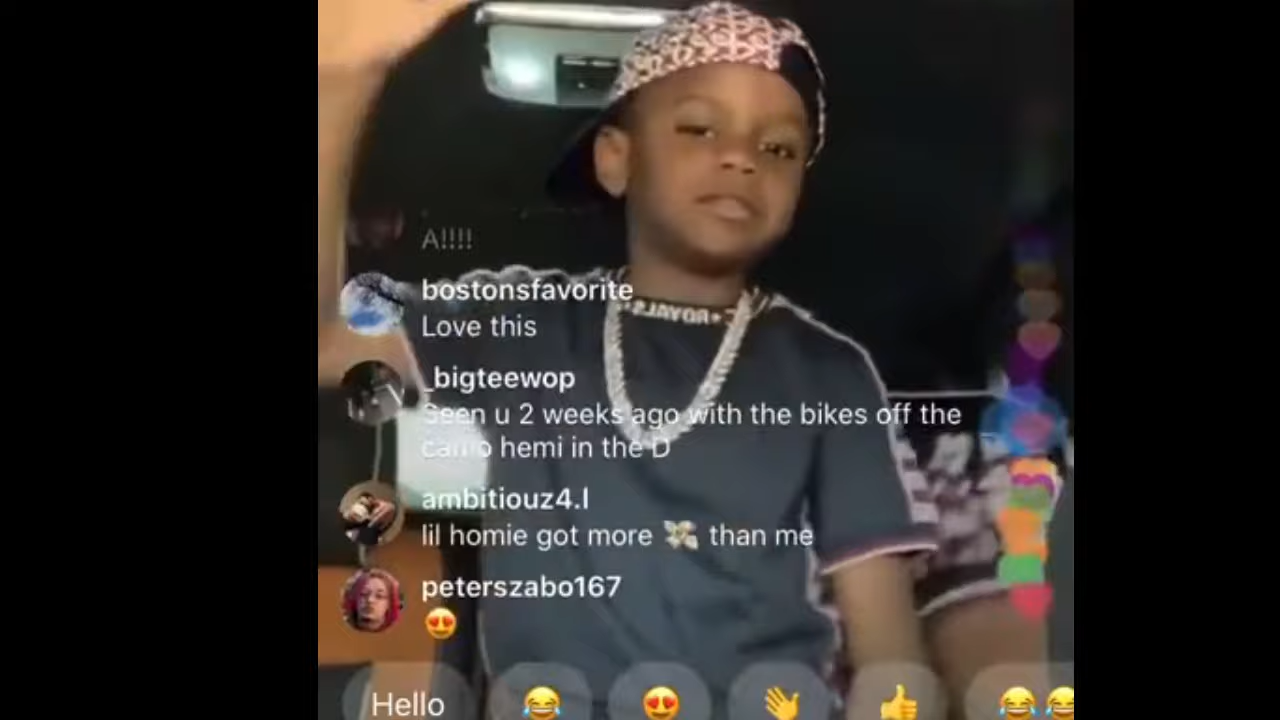 A!!!!
bostonsfavorite
Love this
_bigteewop
Seen u 2 weeks ago with the bikes off the
camo hemi in the D
ambitiouz4.l
lil homie got more 💸 than me
peterszabo167
😍
Hello 😂 😍 👋 👍 😂 😂